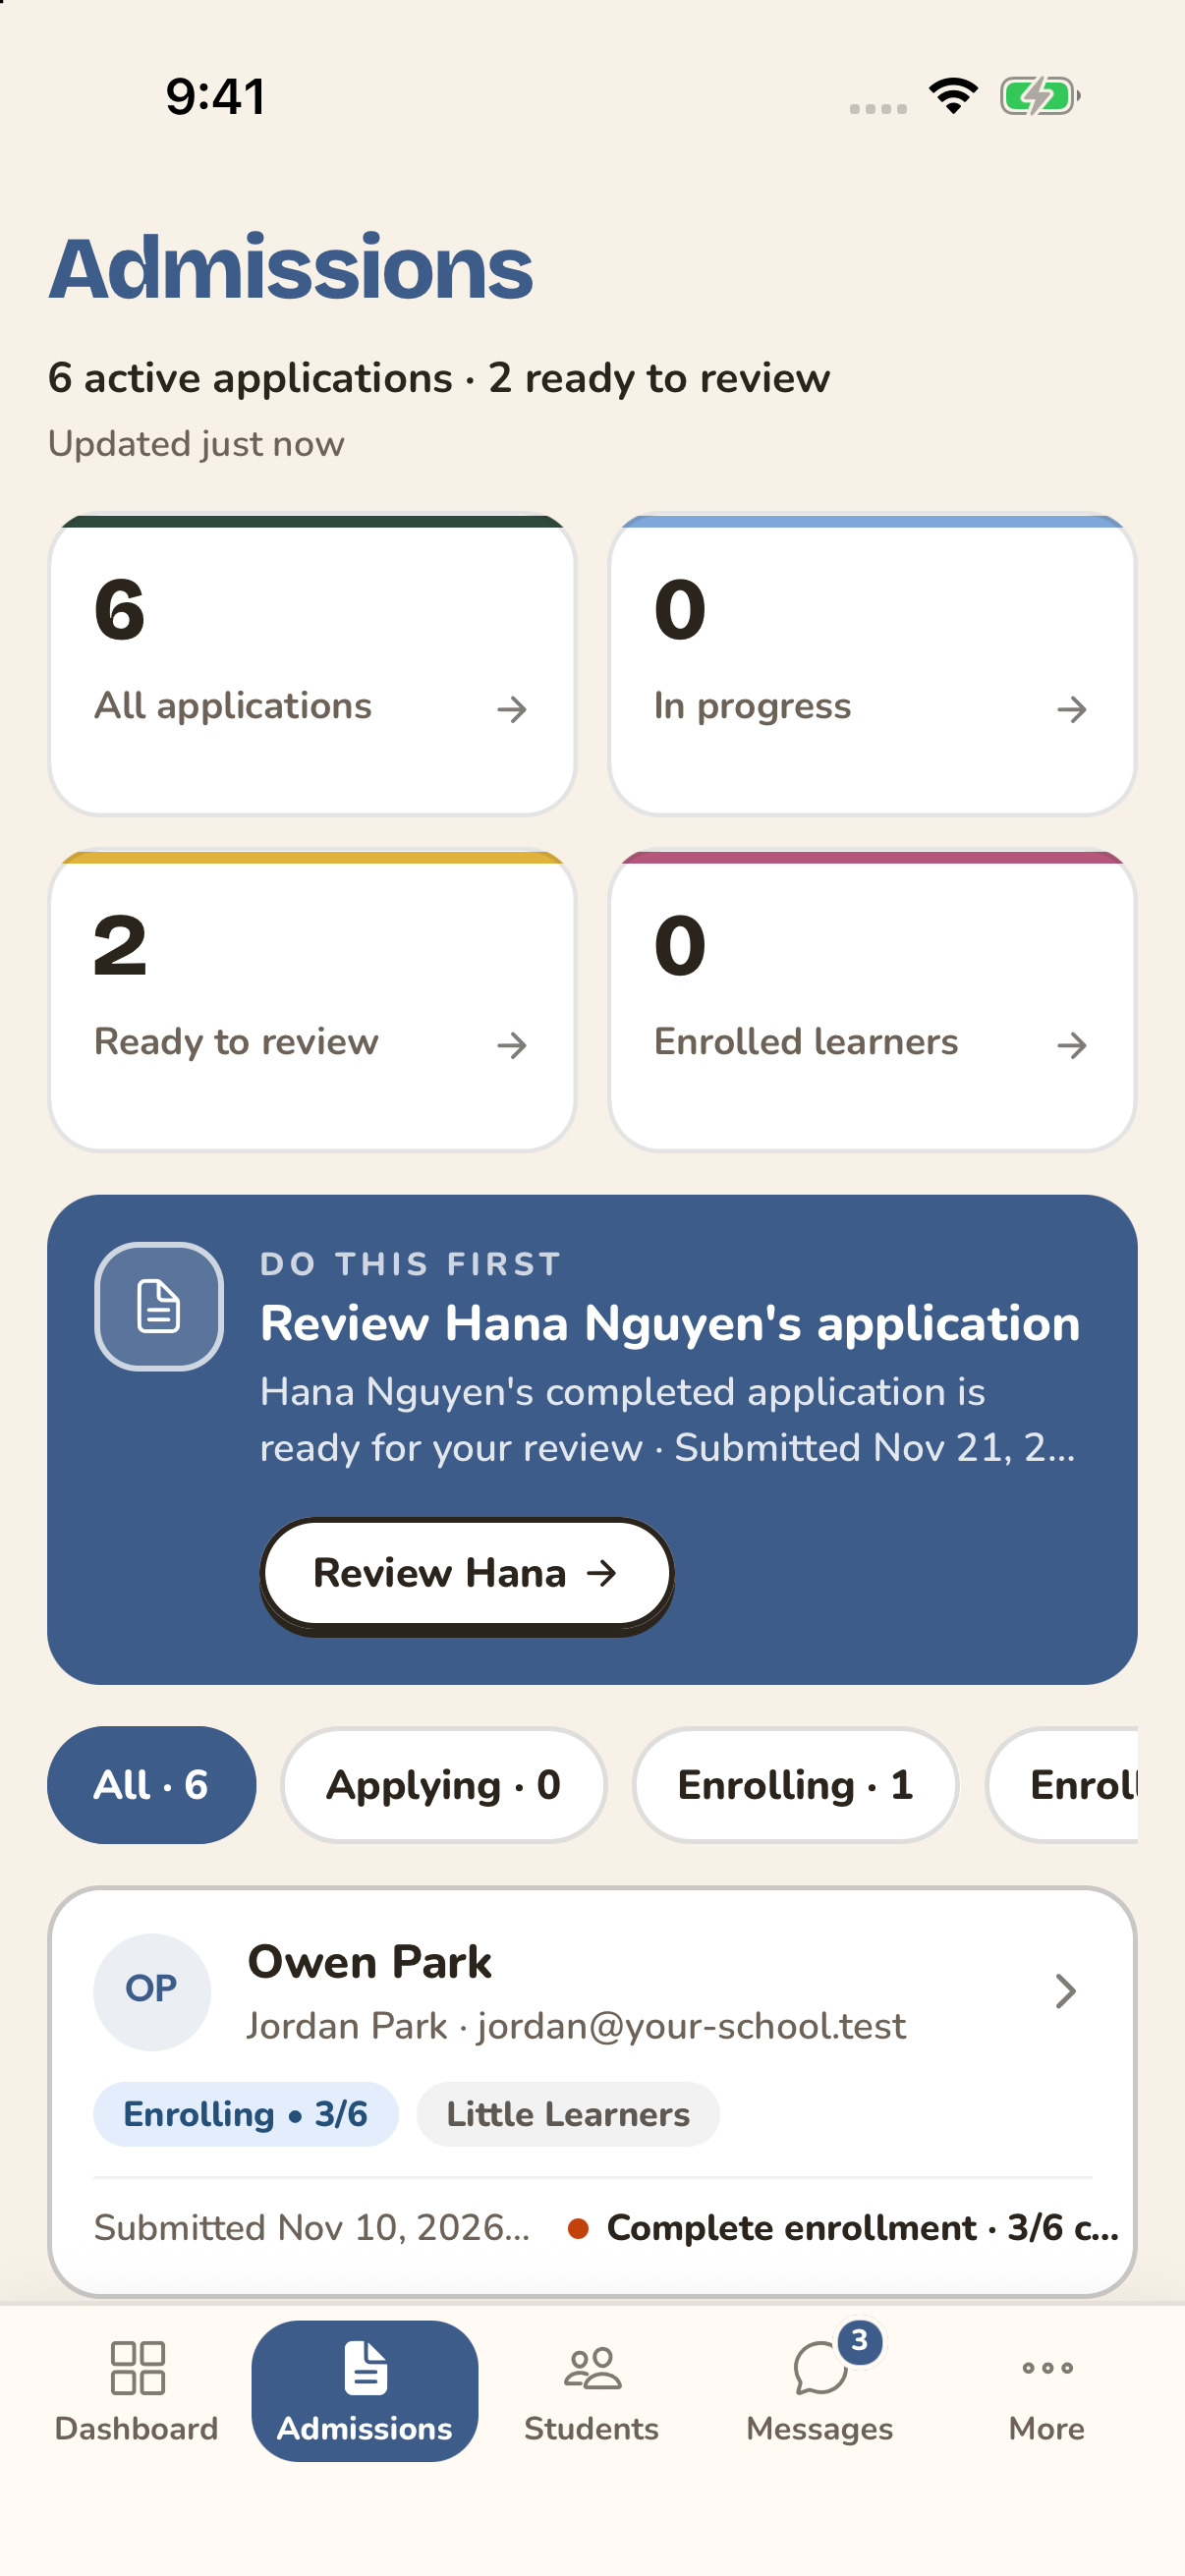 9:41
Admissions
6 active applications · 2 ready to review
Updated just now
6
All applications
0
In progress
2
Ready to review
0
Enrolled learners
DO THIS FIRST
Review Hana Nguyen's application
Hana Nguyen's completed application is
ready for your review · Submitted Nov 21, 2...
Review Hana
All · 6
Applying · 0
Enrolling · 1
Enroll
OP
Owen Park
Jordan Park · jordan@your-school.test
Enrolling • 3/6
Little Learners
Submitted Nov 10, 2026...
Complete enrollment · 3/6 c...
3
Dashboard
Admissions
Students
Messages
More